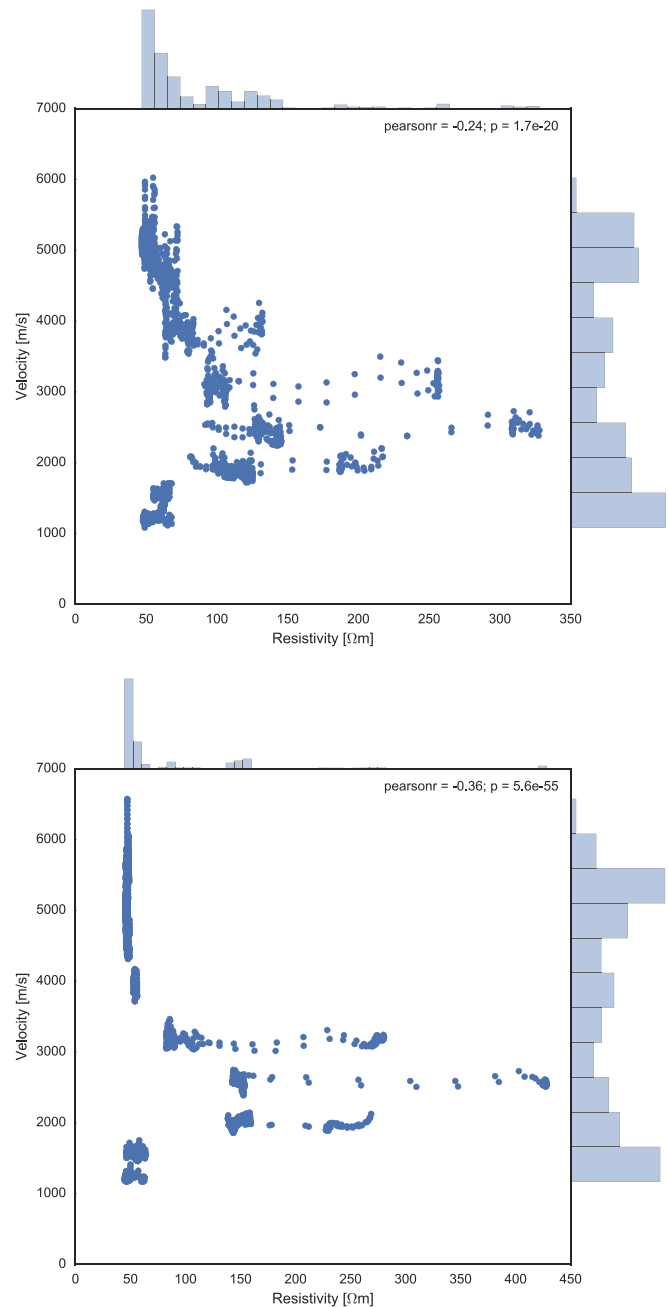 7000
pearsonr = -0.24; p = 1.7e-20
6000
5000
4000
Velocity [m/s]
3000
2000
1000
0
0 50 100 150 200 250 300 350
Resistivity [Ωm]
7000
pearsonr = -0.36; p = 5.6e-55
6000
5000
4000
Velocity [m/s]
3000
2000
1000
0
0 50 100 150 200 250 300 350 400 450
Resistivity [Ωm]